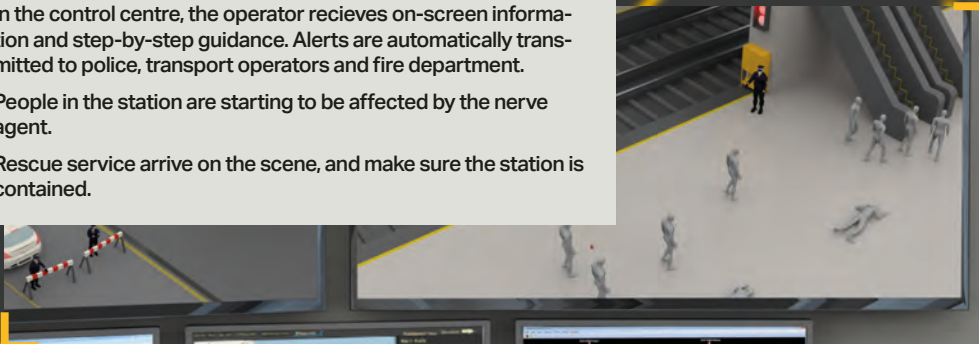 In the control centre, the operator recieves on-screen informa-
tion and step-by-step guidance. Alerts are automatically trans-
mitted to police, transport operators and fire department.
People in the station are starting to be affected by the nerve
agent.
Rescue service arrive on the scene, and make sure the station is
contained.